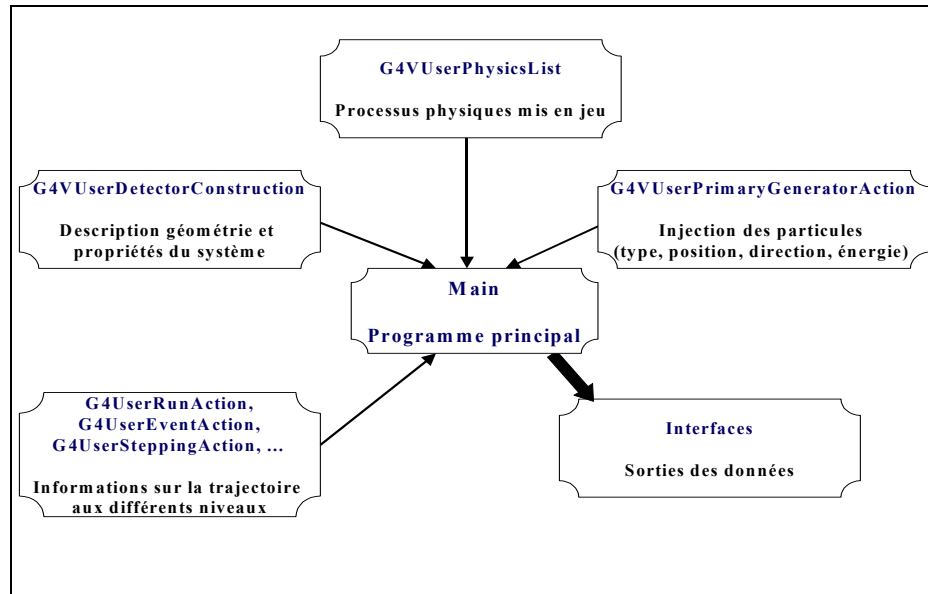 G4VUserPhysicsList
Processus physiques mis en jeu
G4VUserDetectorConstruction
Description géométrie et
propriétés du système
G4VUserPrimaryGeneratorAction
Injection des particules
(type, position, direction, énergie)
Main
Programme principal
G4UserRunAction,
G4UserEventAction,
G4UserSteppingAction, ...
Informations sur la trajectoire
aux différents niveaux
Interfaces
Sorties des données